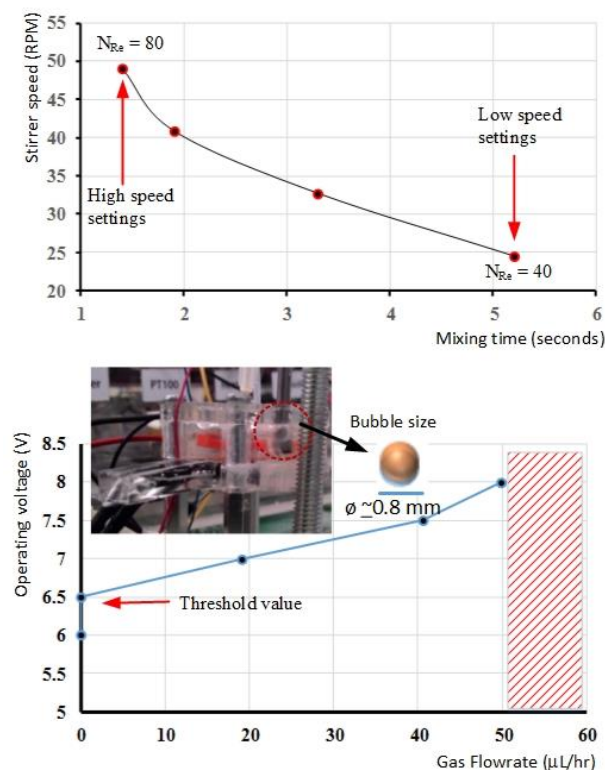 55
50
45
40
35
30
25
20
1
2
3
4
5
6
Stirrer speed (RPM)
Mixing time (seconds)
N_Re = 80
High speed
settings
Low speed
settings
N_Re = 40
PT100
Bubble size
ø ~0.8 mm
8.5
8
7.5
7
6.5
6
5.5
5
Threshold value
0
10
20
30
40
50
60
Operating voltage (V)
Gas Flowrate (µL/hr)